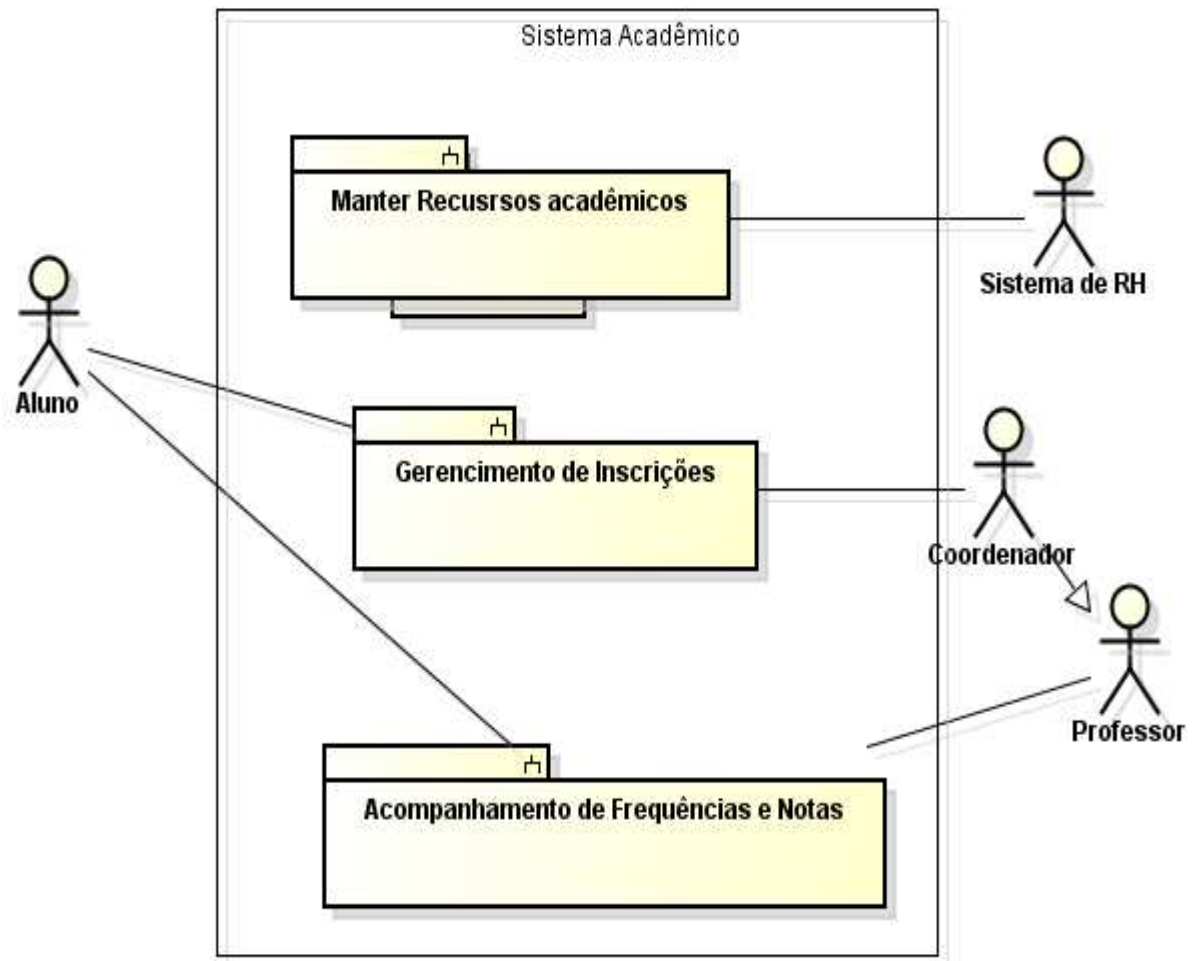 Sistema Acadêmico
Manter Recusrsos acadêmicos
Sistema de RH
Aluno
Gerencimento de Inscrições
Coordenador
Professor
Acompanhamento de Frequências e Notas